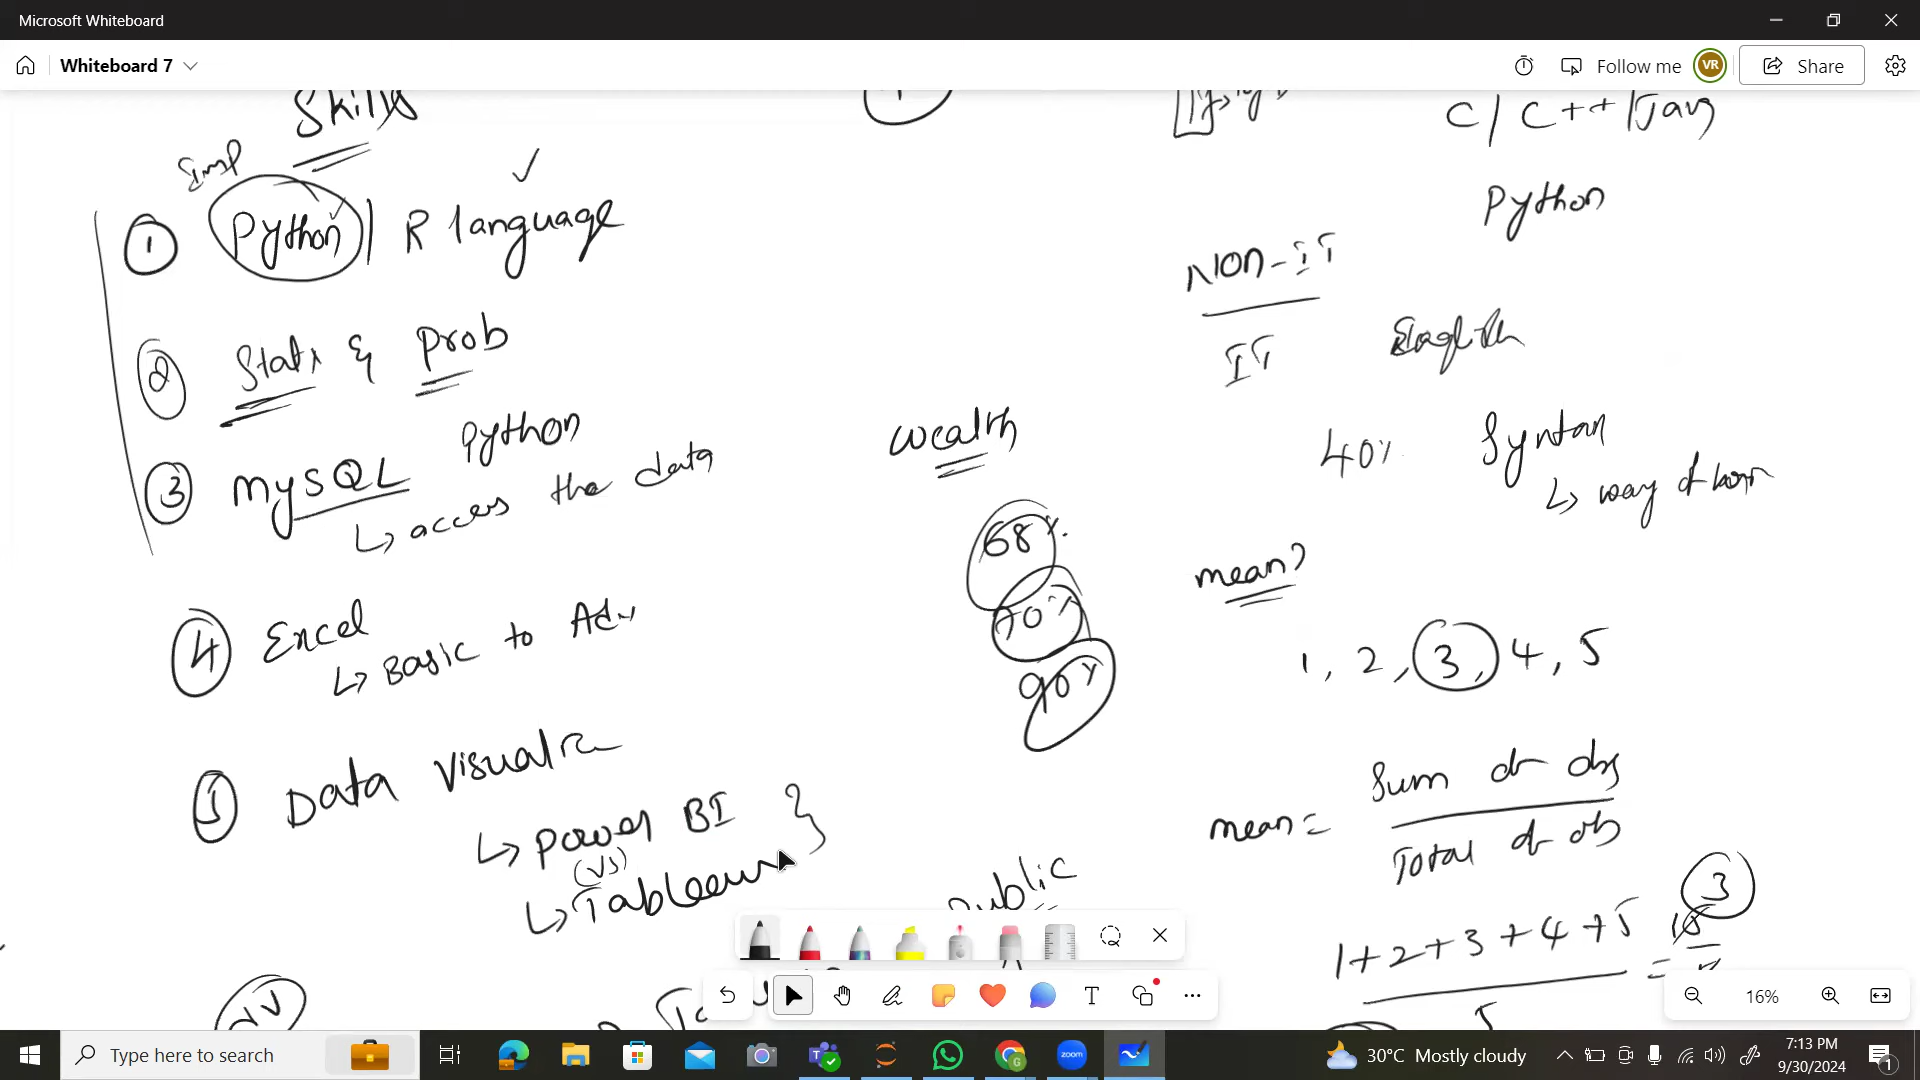 Microsoft Whiteboard
Whiteboard 7
Follow me
VR
Share
Skills
Imp
① Python | R language
② Stats & Prob
Python
③ MySQL
↳ access the data
④ Excel
↳ Basic to Adv
⑤ Data
↳ Power BI
(vs)
↳
wealth
68%
70%
90%
public
C / C++ / Java
Python
NON-IT
IT
English
40%
Syntax
↳ way of
mean?
1, 2, 3, 4, 5
mean = Sum of obs
Total of ob
3
1+2+3+4+5 = 15
5
T
16%
Type here to search
zoom
30°C Mostly cloudy
7:13 PM
9/30/2024
1